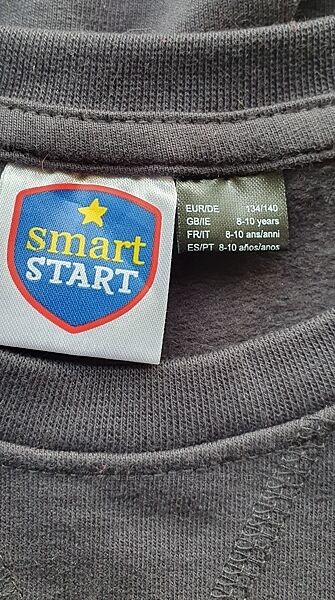 smart
START
EUR/DE 134/140
GB/IE 8-10 years
FR/IT 8-10 ans/anni
ES/PT 8-10 años/anos